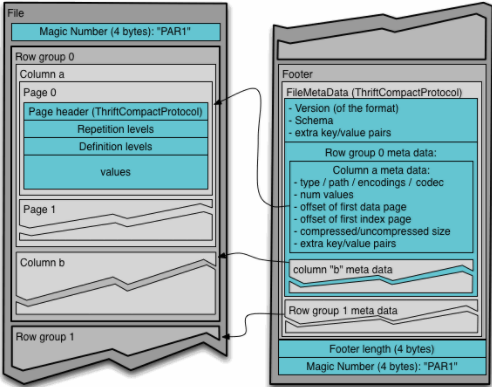 File
Magic Number (4 bytes): "PAR1"
Row group 0
Column a
Page 0
Page header (ThriftCompactProtocol)
Repetition levels
Definition levels
values
Page 1
Column b
Row group 1
Footer
FileMetaData (ThriftCompactProtocol)
- Version (of the format)
- Schema
- extra key/value pairs
Row group 0 meta data:
Column a meta data:
- type / path / encodings / codec
- num values
- offset of first data page
- offset of first index page
- compressed/uncompressed size
- extra key/value pairs
column "b" meta data
Row group 1 meta data
Footer length (4 bytes)
Magic Number (4 bytes): "PAR1"